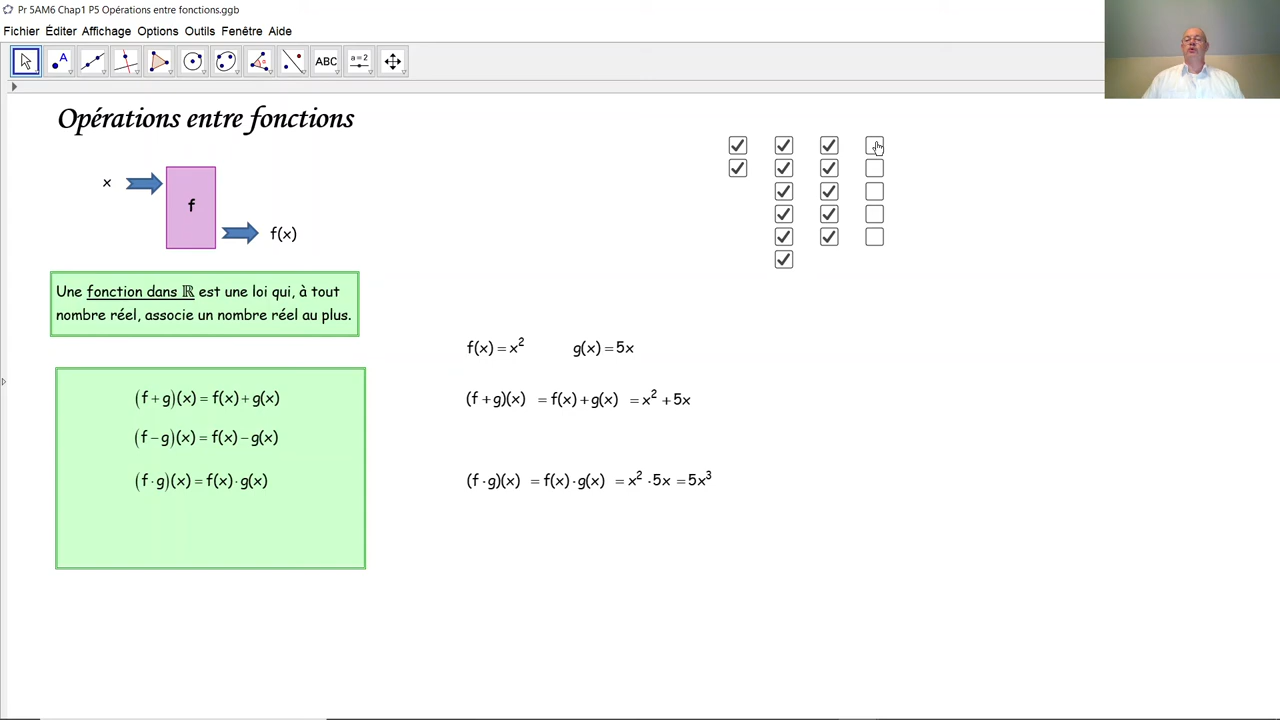 Pr 5AM6 Chap1 P5 Opérations entre fonctions.ggb
Fichier Éditer Affichage Options Outils Fenêtre Aide
A ABC a=2
Opérations entre fonctions
x
f
f(x)
Une fonction dans ℝ est une loi qui, à tout
nombre réel, associe un nombre réel au plus.
f(x) = x² g(x) = 5x
(f + g)(x) = f(x) + g(x)
(f + g)(x) = f(x) + g(x) = x² + 5x
(f − g)(x) = f(x) − g(x)
(f · g)(x) = f(x) · g(x)
(f · g)(x) = f(x) · g(x) = x² · 5x = 5x³